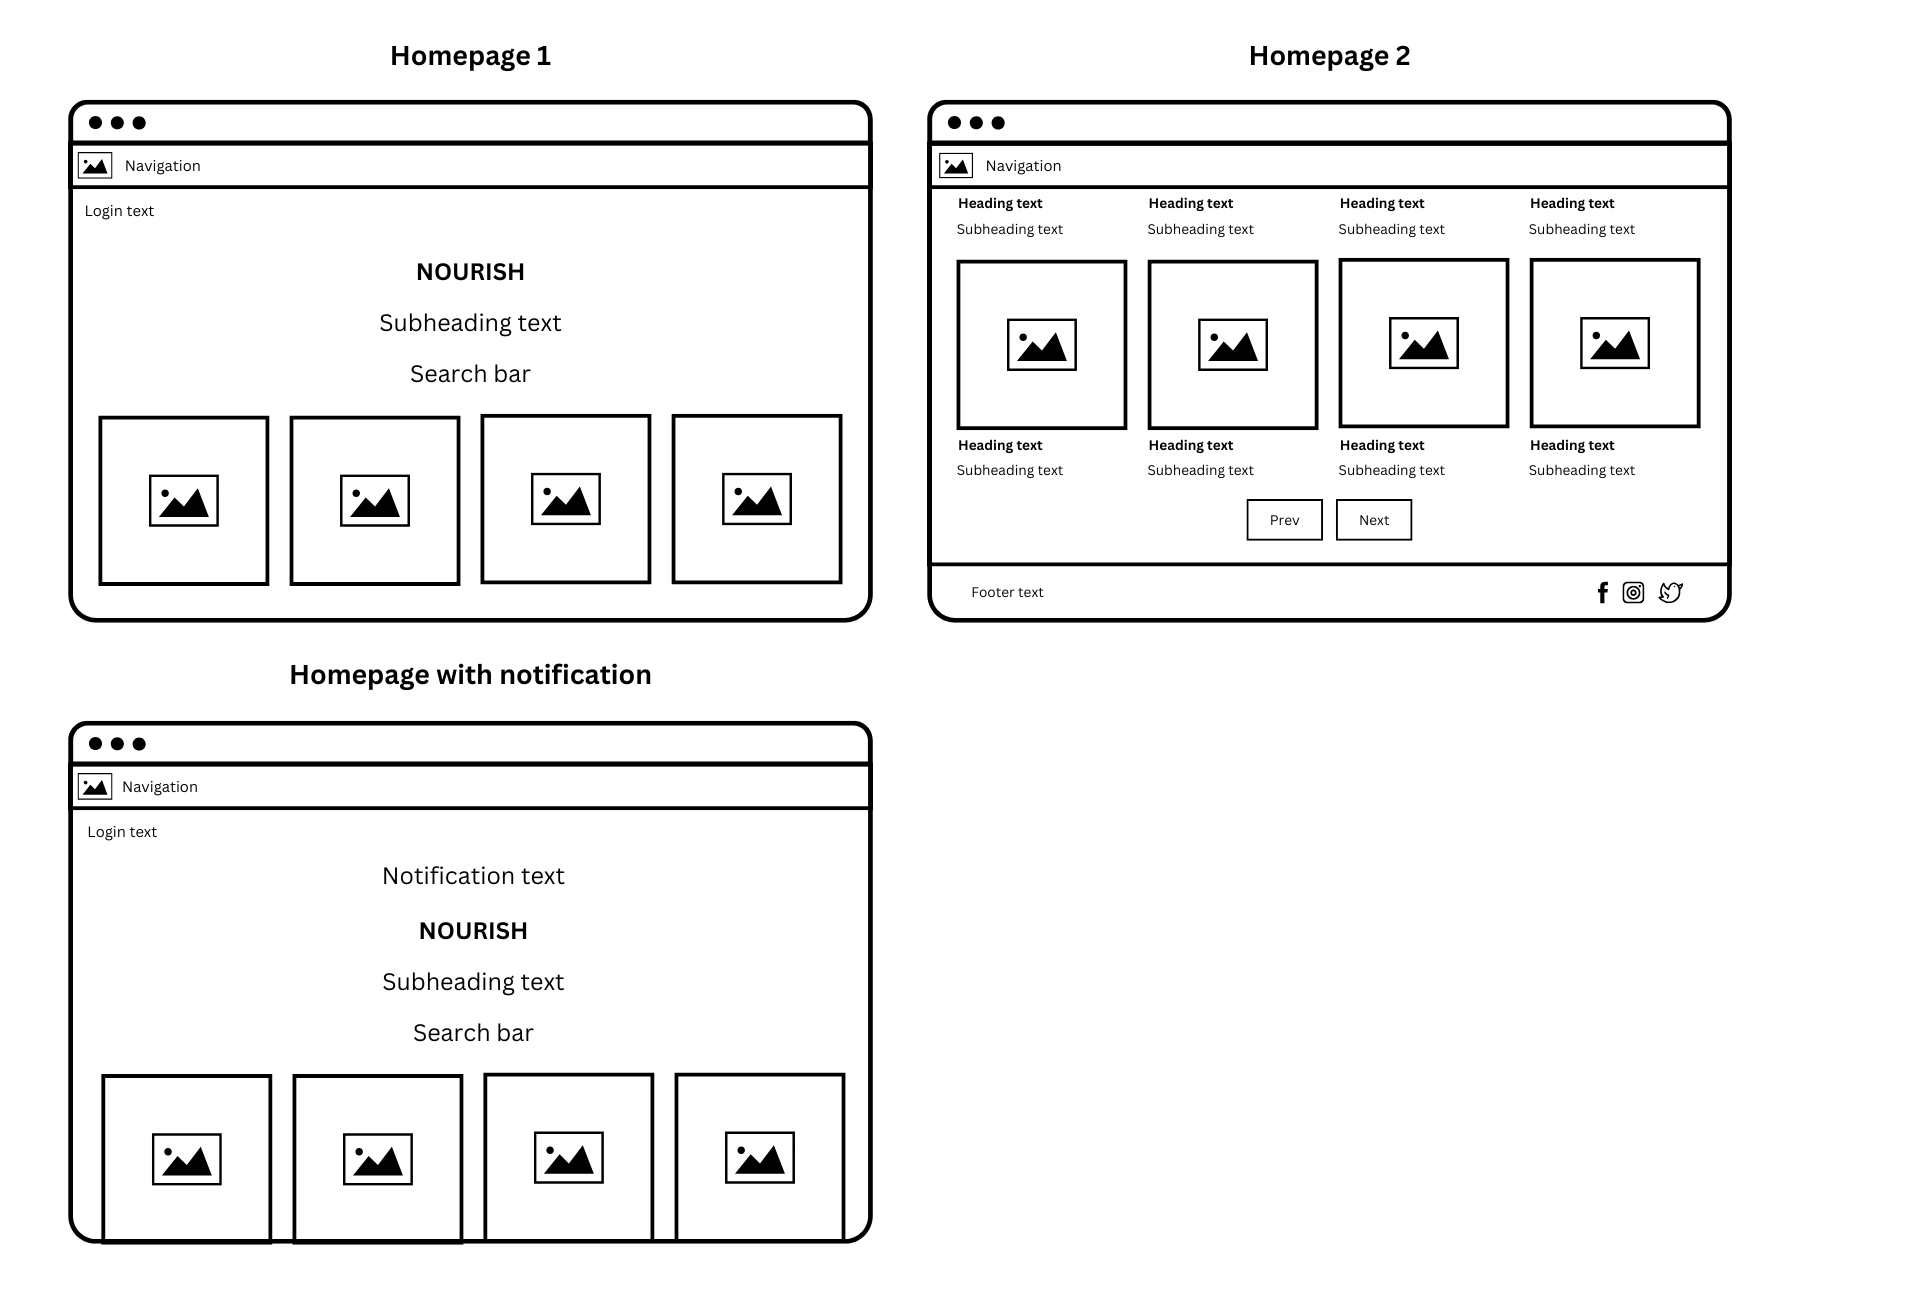 Homepage 1
Navigation
Login text
NOURISH
Subheading text
Search bar
Homepage 2
Navigation
Heading text Heading text Heading text Heading text
Subheading text Subheading text Subheading text Subheading text
Heading text Heading text Heading text Heading text
Subheading text Subheading text Subheading text Subheading text
Prev Next
Footer text
Homepage with notification
Navigation
Login text
Notification text
NOURISH
Subheading text
Search bar